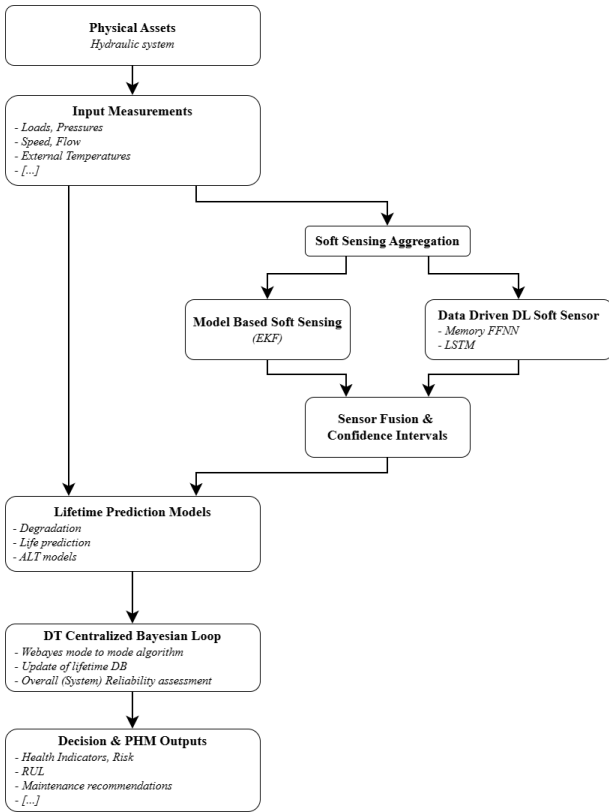 Physical Assets
Hydraulic system
Input Measurements
- Loads, Pressures
- Speed, Flow
- External Temperatures
- [...]
Soft Sensing Aggregation
Model Based Soft Sensing
(EKF)
Data Driven DL Soft Sensor
- Memory FFNN
- LSTM
Sensor Fusion &
Confidence Intervals
Lifetime Prediction Models
- Degradation
- Life prediction
- ALT models
DT Centralized Bayesian Loop
- Webayes mode to mode algorithm
- Update of lifetime DB
- Overall (System) Reliability assessment
Decision & PHM Outputs
- Health Indicators, Risk
- RUL
- Maintenance recommendations
- [...]